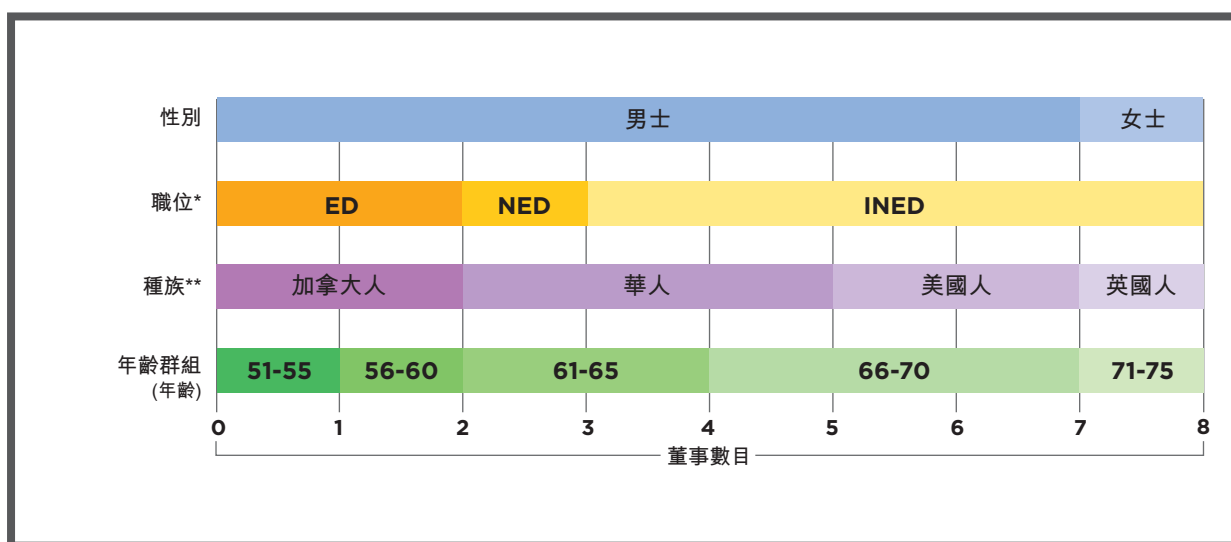 性別 男士 女士
職位* ED NED INED
種族** 加拿大人 華人 美國人 英國人
年齡群組 51-55 56-60 61-65 66-70 71-75
(年齡)
0 1 2 3 4 5 6 7 8
董事數目